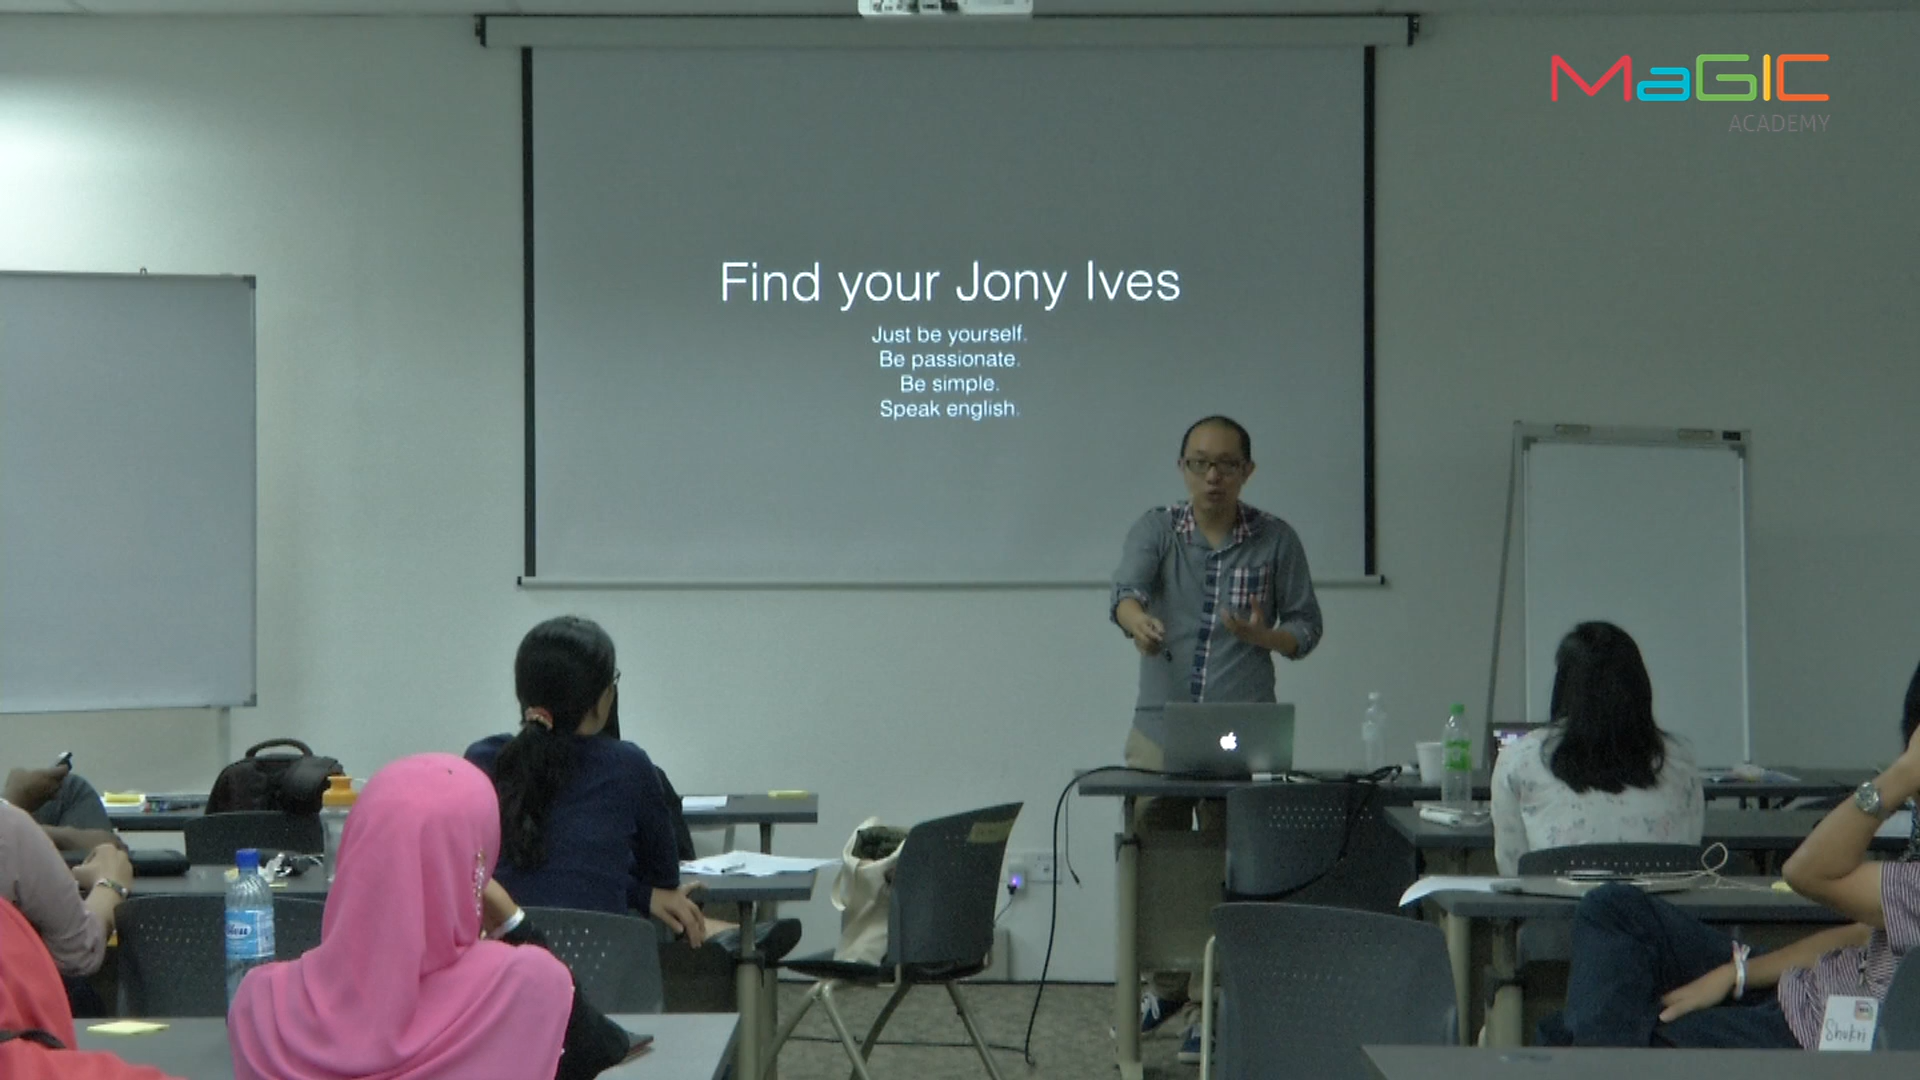 MaGIC
ACADEMY
Find your Jony Ives
Just be yourself.
Be passionate.
Be simple.
Speak english.
Shukri